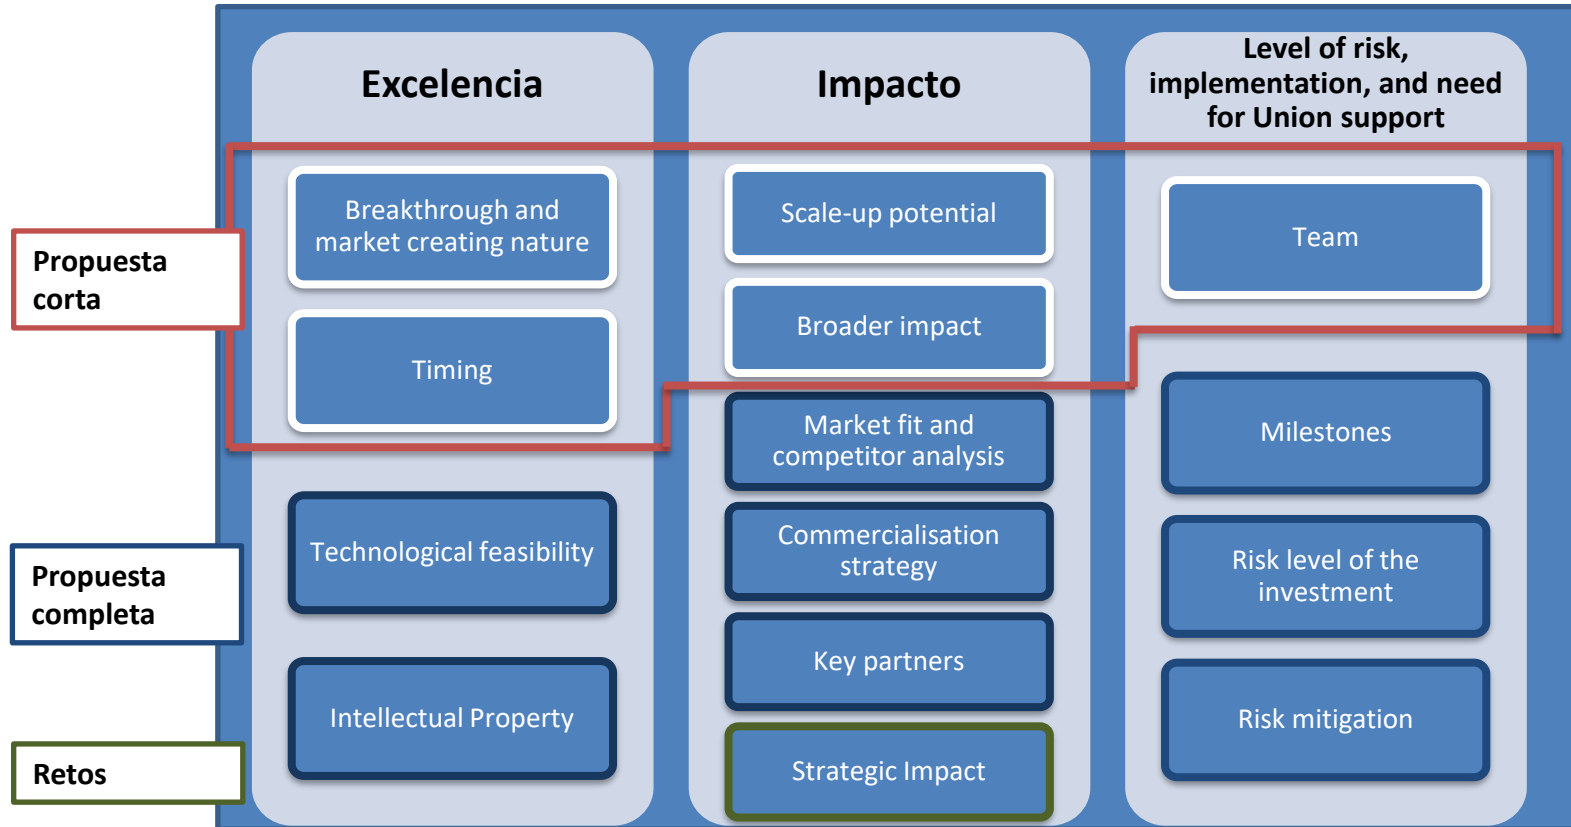 Excelencia
Impacto
Level of risk,
implementation, and need
for Union support
Propuesta
corta
Propuesta
completa
Retos
Breakthrough and
market creating nature
Timing
Technological feasibility
Intellectual Property
Scale-up potential
Broader impact
Market fit and
competitor analysis
Commercialisation
strategy
Key partners
Strategic Impact
Team
Milestones
Risk level of the
investment
Risk mitigation